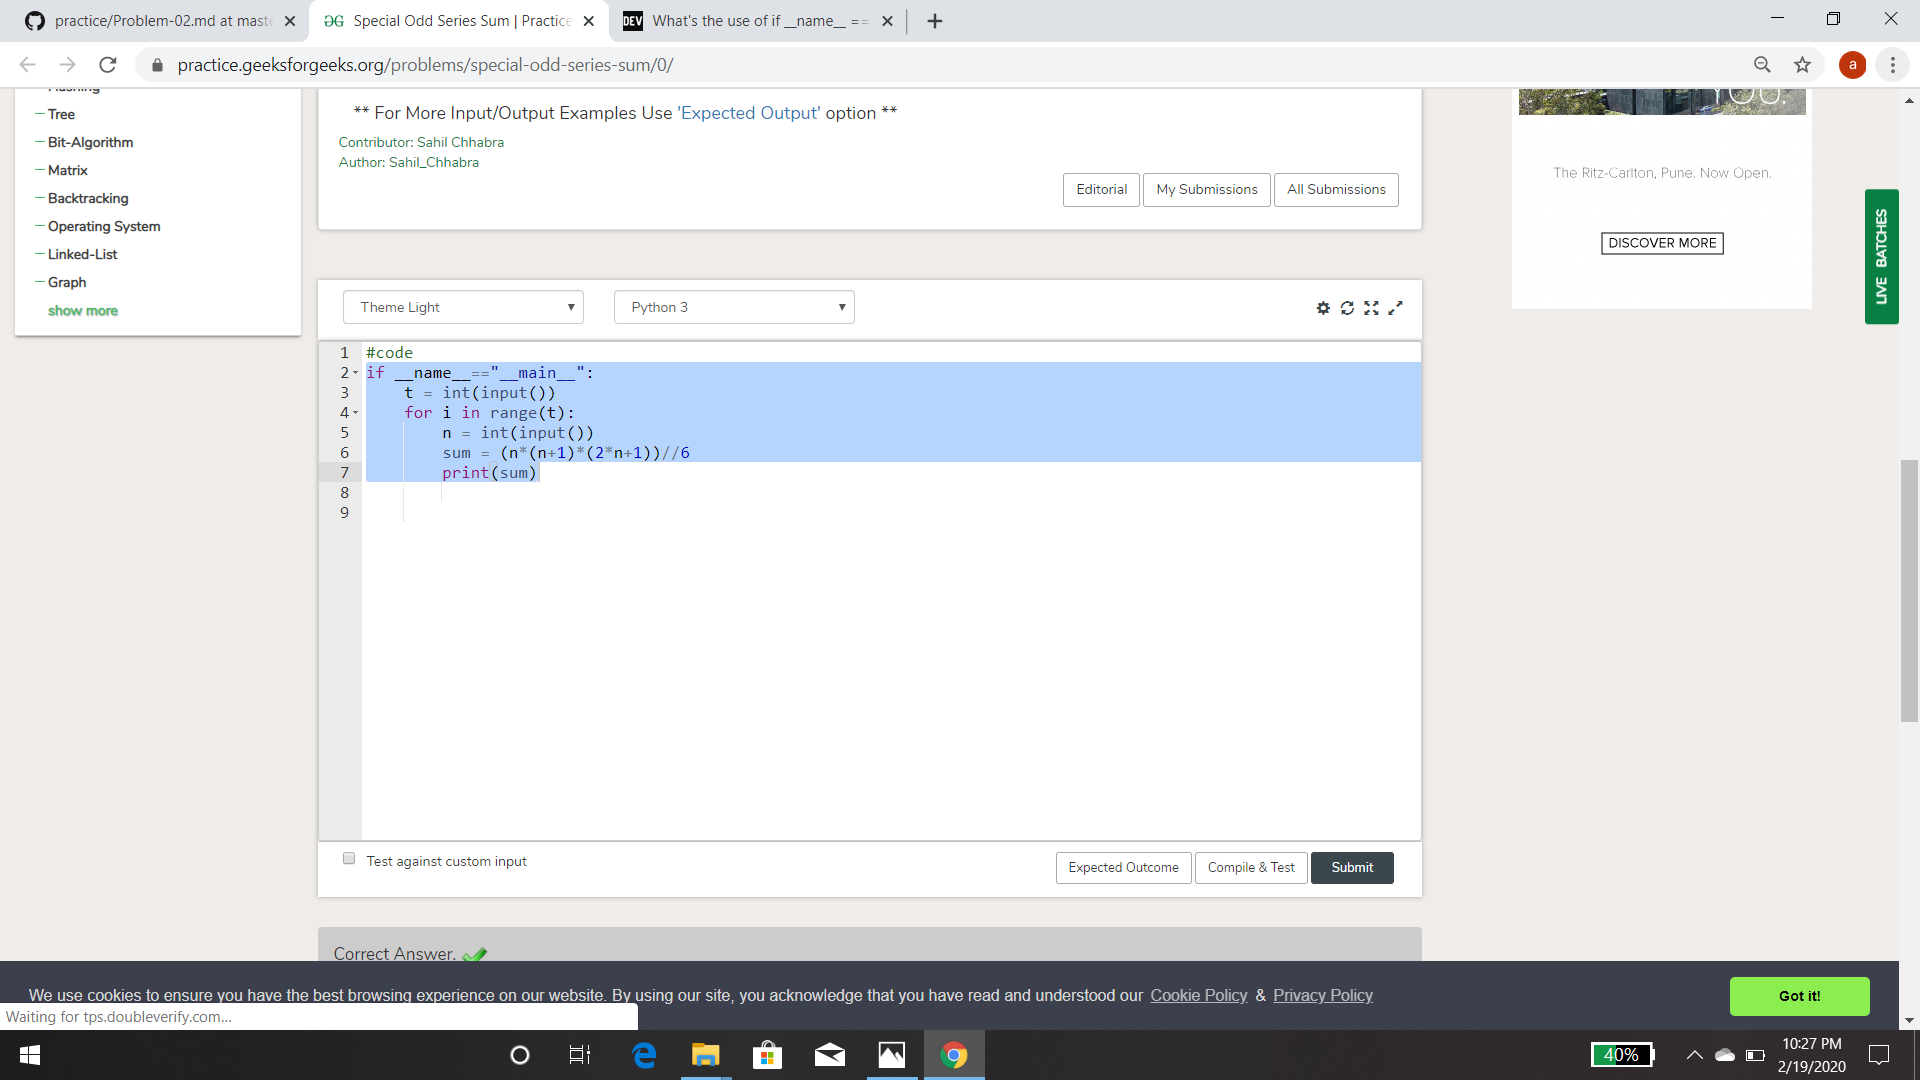 practice/Problem-02.md at maste
Special Odd Series Sum | Practice
DEV What's the use of if __name__ ==
practice.geeksforgeeks.org/problems/special-odd-series-sum/0/
a
Hashing
Tree
Bit-Algorithm
Matrix
Backtracking
Operating System
Linked-List
Graph
show more
** For More Input/Output Examples Use 'Expected Output' option **
Contributor: Sahil Chhabra
Author: Sahil_Chhabra
Editorial
My Submissions
All Submissions
YOU.
The Ritz-Carlton, Pune. Now Open.
DISCOVER MORE
LIVE BATCHES
Theme Light
Python 3
1 #code
2 if __name__=="__main__":
3 t = int(input())
4 for i in range(t):
5 n = int(input())
6 sum = (n*(n+1)*(2*n+1))//6
7 print(sum)
8
9
Test against custom input
Expected Outcome
Compile & Test
Submit
Correct Answer.
We use cookies to ensure you have the best browsing experience on our website. By using our site, you acknowledge that you have read and understood our Cookie Policy & Privacy Policy
Got it!
Waiting for tps.doubleverify.com...
40%
10:27 PM
2/19/2020